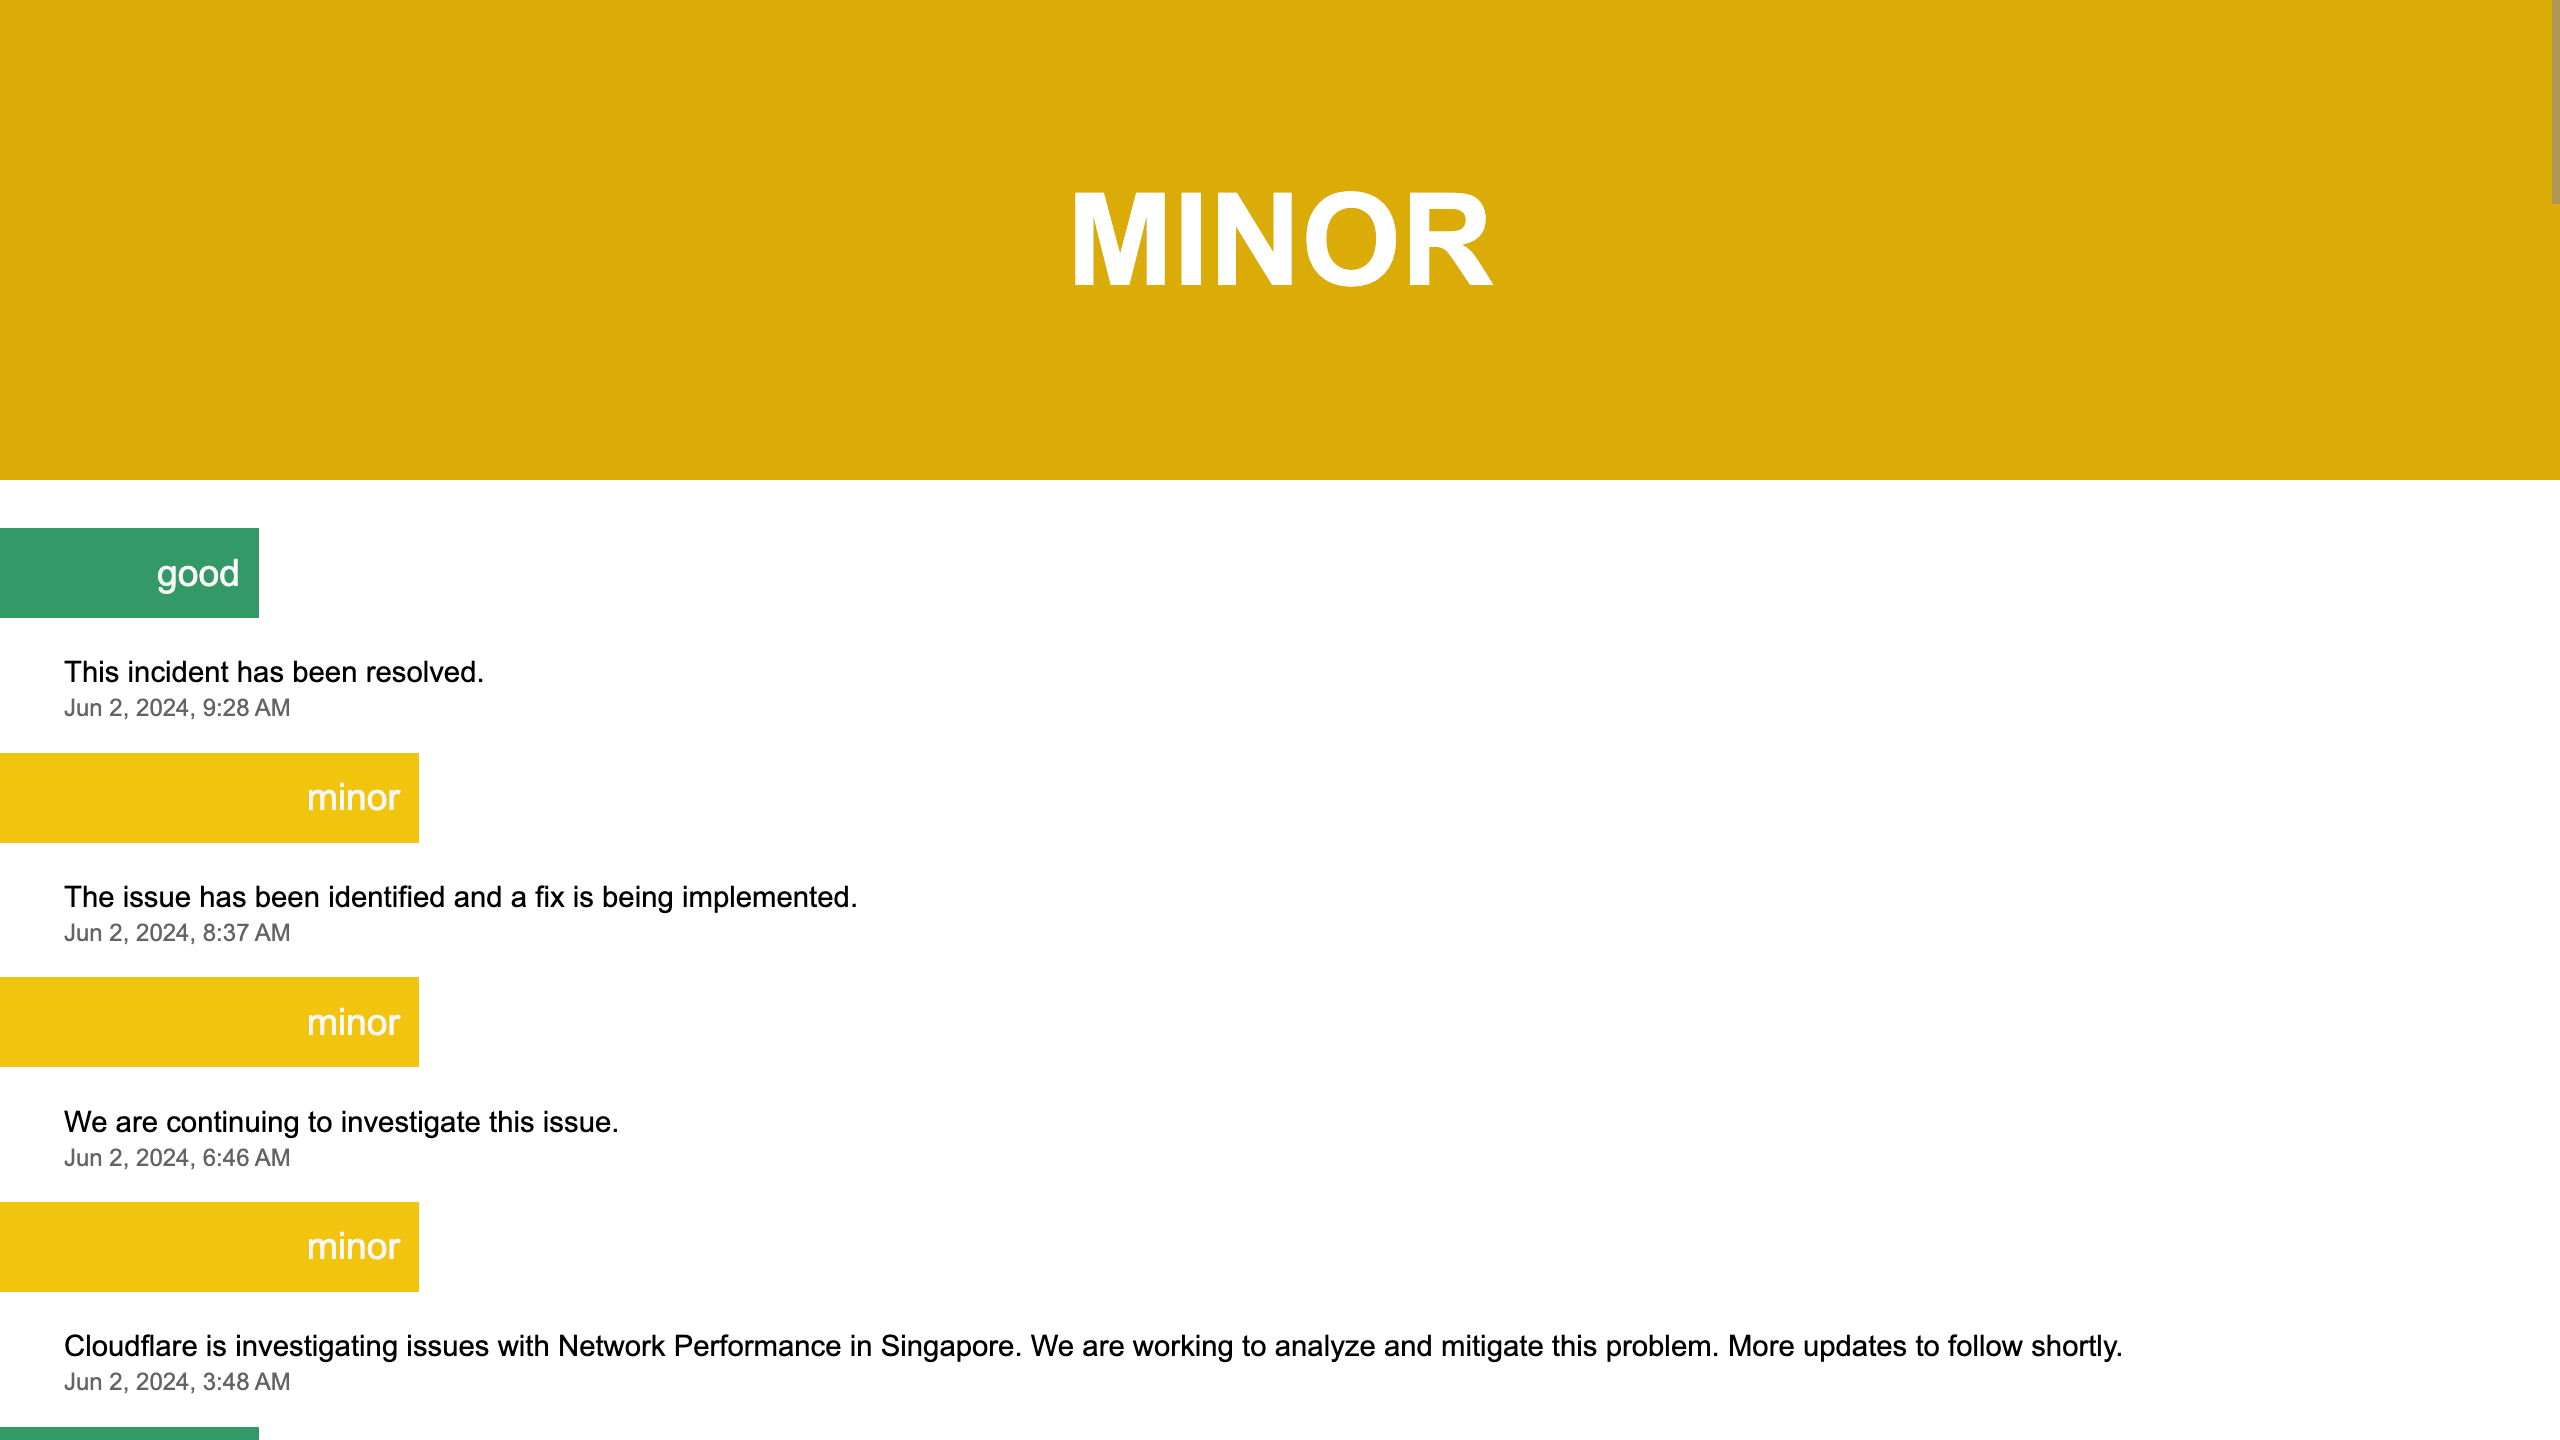 MINOR
good
This incident has been resolved.
Jun 2, 2024, 9:28 AM
minor
The issue has been identified and a fix is being implemented.
Jun 2, 2024, 8:37 AM
minor
We are continuing to investigate this issue.
Jun 2, 2024, 6:46 AM
minor
Cloudflare is investigating issues with Network Performance in Singapore. We are working to analyze and mitigate this problem. More updates to follow shortly.
Jun 2, 2024, 3:48 AM